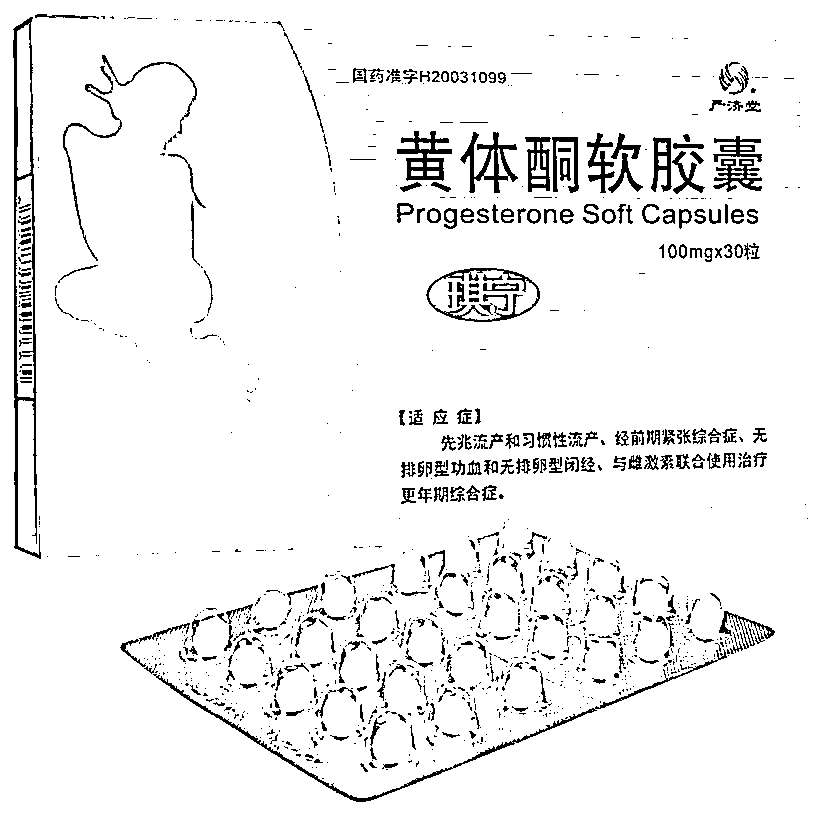 国药准字H20031099
严济堂
黄体酮软胶囊
Progesterone Soft Capsules
100mgx30粒
琪宁
【适 应 症】
先兆流产和习惯性流产、经前期紧张综合症、无
排卵型功血和无排卵型闭经、与雌激素联合使用治疗
更年期综合症。